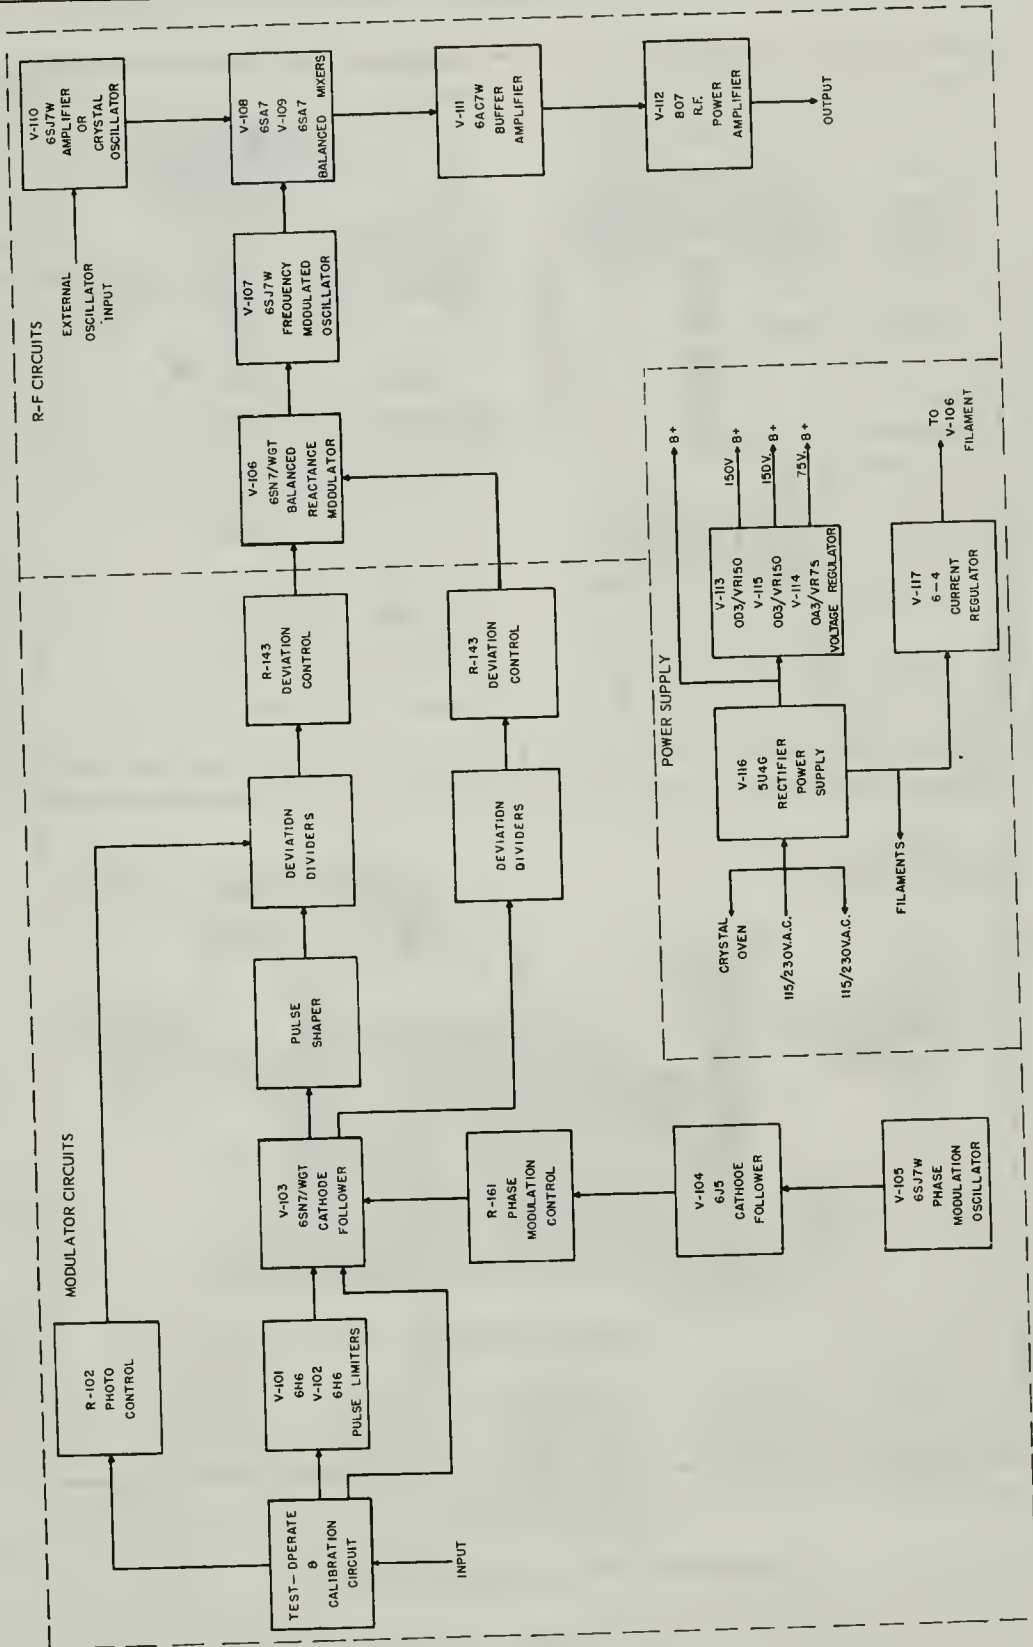 MODULATOR CIRCUITS
R-102
PHOTO
CONTROL
TEST-OPERATE
&
CALIBRATION
CIRCUIT
INPUT
V-101
6H6
V-102
6H6
PULSE LIMITERS
V-103
6SN7/WGT
CATHODE
FOLLOWER
R-161
PHASE
MODULATION
CONTROL
V-104
6J5
CATHODE
FOLLOWER
V-105
6SJ7W
PHASE
MODULATION
OSCILLATOR
PULSE
SHAPER
DEVIATION
DIVIDERS
DEVIATION
DIVIDERS
R-143
DEVIATION
CONTROL
R-143
DEVIATION
CONTROL
R-F CIRCUITS
V-106
6SN7/WGT
BALANCED
REACTANCE
MODULATOR
V-107
6SJ7W
FREQUENCY
MODULATED
OSCILLATOR
EXTERNAL
OSCILLATOR
INPUT
V-110
6SJ7W
AMPLIFIER
OR
CRYSTAL
OSCILLATOR
V-108
6SA7
V-109
6SA7
BALANCED MIXERS
V-111
6AC7W
BUFFER
AMPLIFIER
V-112
807
R.F.
POWER
AMPLIFIER
OUTPUT
POWER SUPPLY
CRYSTAL
OVEN
115/230V.A.C.
115/230V.A.C.
V-116
5U4G
RECTIFIER
POWER
SUPPLY
FILAMENTS
B+
V-113
OD3/VR150
V-115
OD3/VR150
V-114
OA3/VR75
VOLTAGE REGULATOR
150V. B+
150V. B+
75V. B+
V-117
6-4
CURRENT
REGULATOR
TO
V-106
FILAMENT